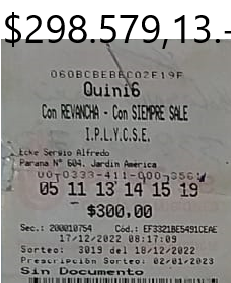 $298.579,13.-
060BCBEBEC02E19F
Quini6
Con REVANCHA - Con SIEMPRE SALE
I.P.L.Y.C.S.E.
Ecke Sergio Alfredo
Parana Nº 604. Jardin America
05 11 13 14 15 19
$300,00
Sec.: 200010754 Cód.: EF3321BE5491CEAE
17/12/2022 08:17:09
Sorteo: 3019 del 18/12/2022
Prescripción Sorteo: 02/01/2023
Sin Documento